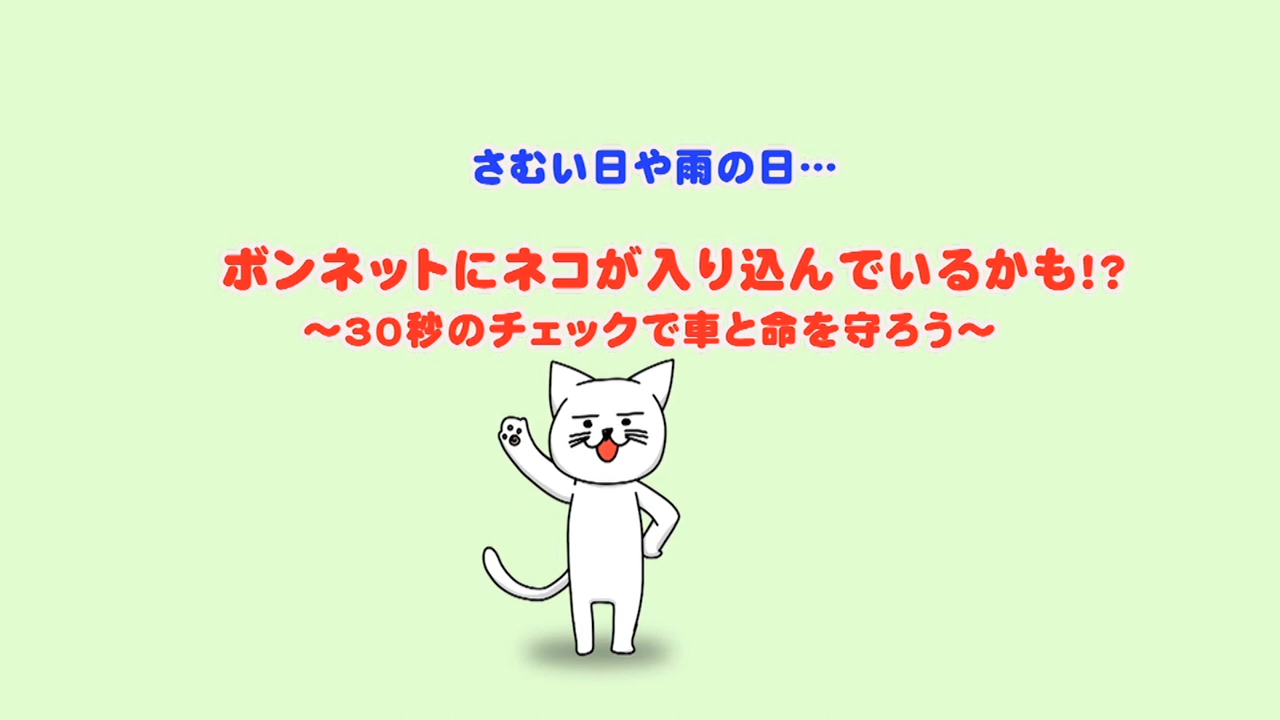 さむい日や雨の日…
ボンネットにネコが入り込んでいるかも!?
～30秒のチェックで車と命を守ろう～